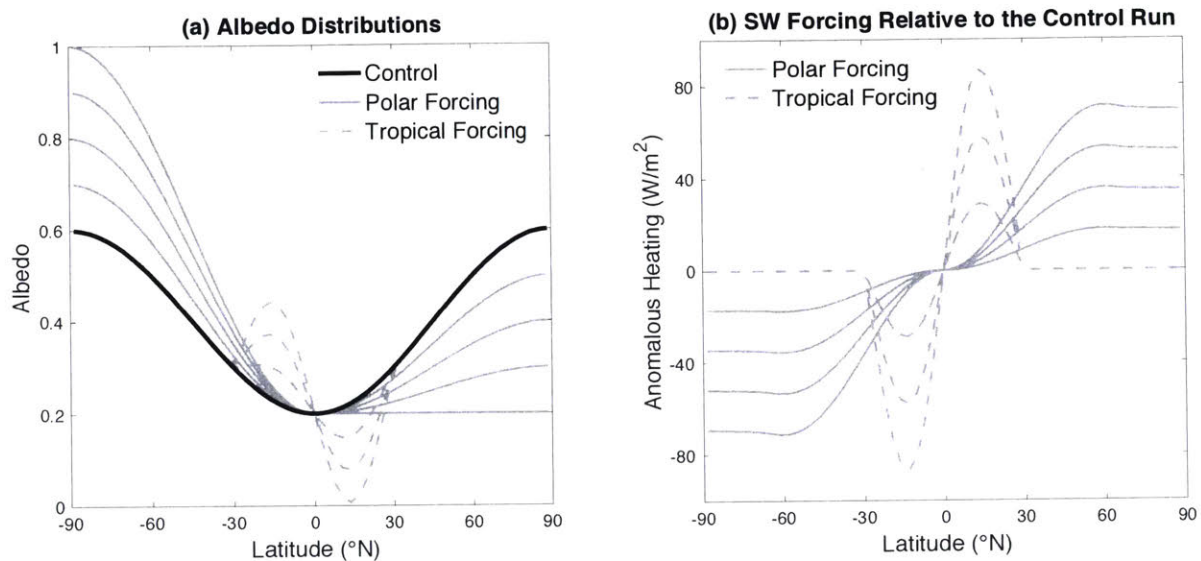 (a) Albedo Distributions
Control
Polar Forcing
Tropical Forcing
Albedo
1
0.8
0.6
0.4
0.2
0
-90
-60
-30
0
30
60
90
Latitude (°N)
(b) SW Forcing Relative to the Control Run
Polar Forcing
Tropical Forcing
Anomalous Heating (W/m²)
80
40
0
-40
-80
-90
-60
-30
0
30
60
90
Latitude (°N)